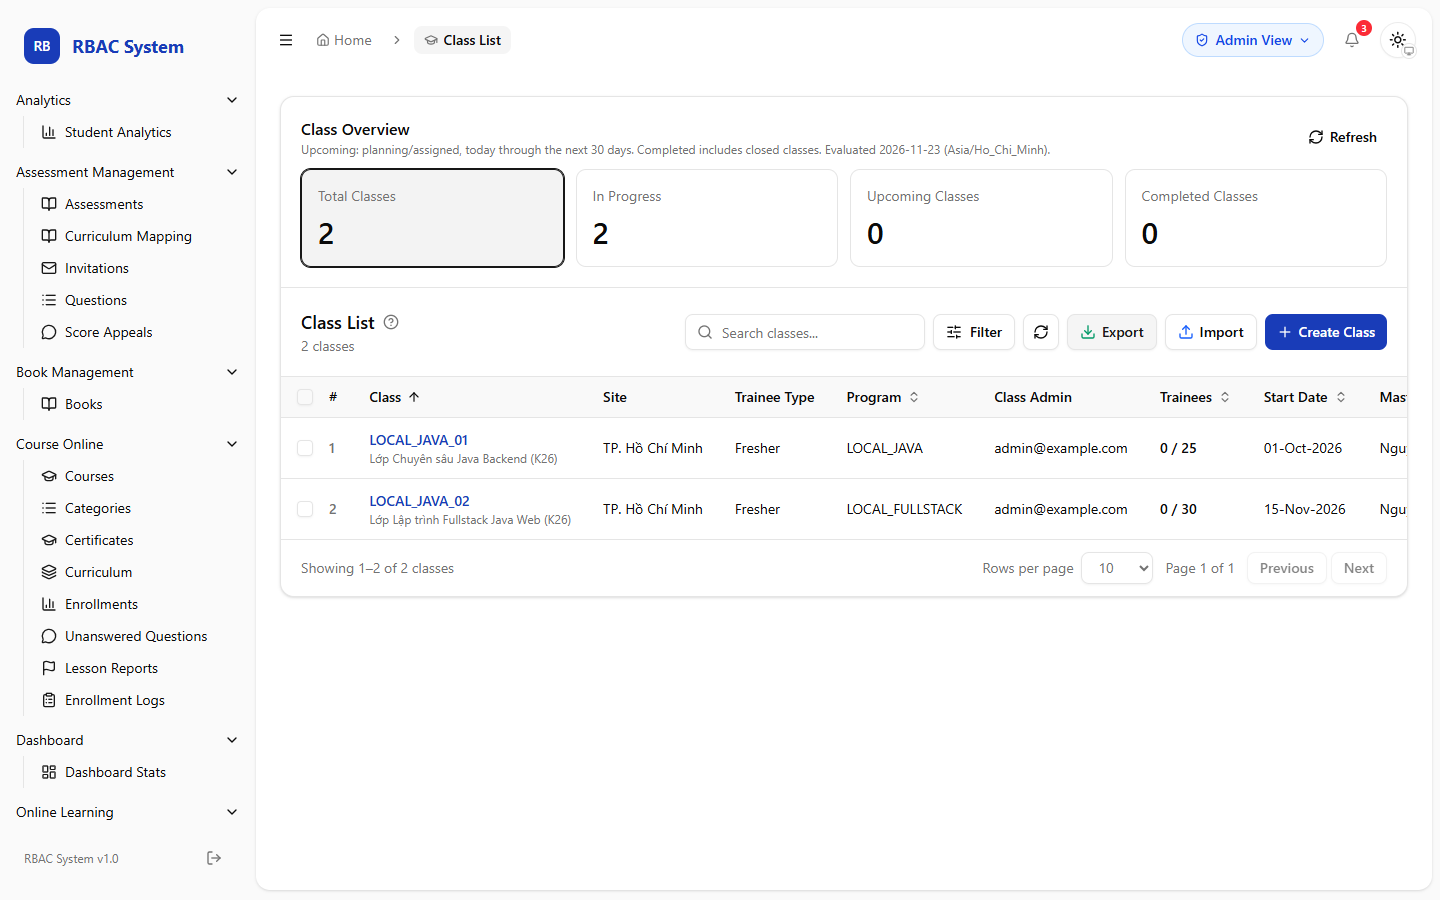 RB
RBAC System
Analytics
Student Analytics
Assessment Management
Assessments
Curriculum Mapping
Invitations
Questions
Score Appeals
Book Management
Books
Course Online
Courses
Categories
Certificates
Curriculum
Enrollments
Unanswered Questions
Lesson Reports
Enrollment Logs
Dashboard
Dashboard Stats
Online Learning
RBAC System v1.0
Home
Class List
Admin View
3
Class Overview
Upcoming: planning/assigned, today through the next 30 days. Completed includes closed classes. Evaluated 2026-11-23 (Asia/Ho_Chi_Minh).
Refresh
Total Classes
2
In Progress
2
Upcoming Classes
0
Completed Classes
0
Class List
2 classes
Search classes...
Filter
Export
Import
Create Class
# Class Site Trainee Type Program Class Admin Trainees Start Date Mas
1 LOCAL_JAVA_01 TP. Hồ Chí Minh Fresher LOCAL_JAVA admin@example.com 0 / 25 01-Oct-2026 Ngu
Lớp Chuyên sâu Java Backend (K26)
2 LOCAL_JAVA_02 TP. Hồ Chí Minh Fresher LOCAL_FULLSTACK admin@example.com 0 / 30 15-Nov-2026 Ngu
Lớp Lập trình Fullstack Java Web (K26)
Showing 1–2 of 2 classes
Rows per page 10 Page 1 of 1 Previous Next